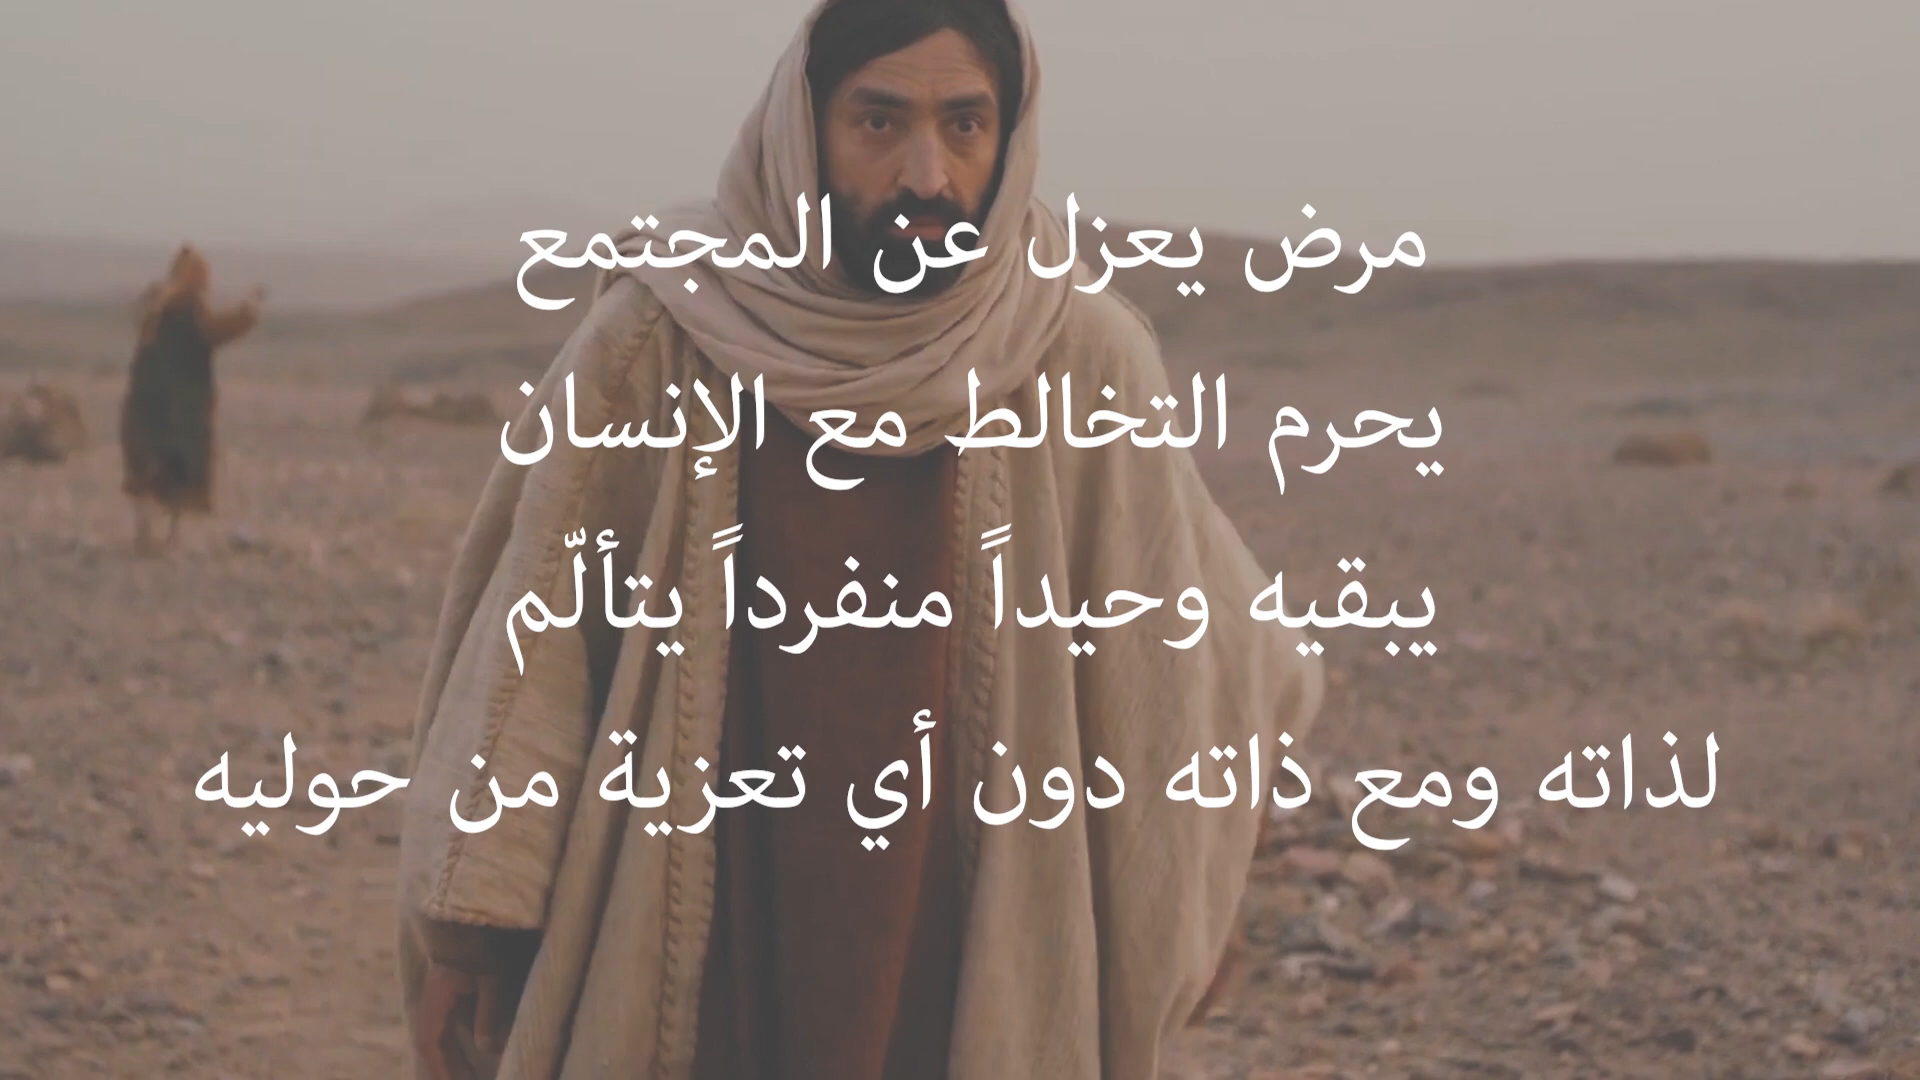 مرض يعزل عن المجتمع
يحرم التخالط مع الإنسان
يبقيه وحيداً منفرداً يتألّم
لذاته ومع ذاته دون أي تعزية من حوليه